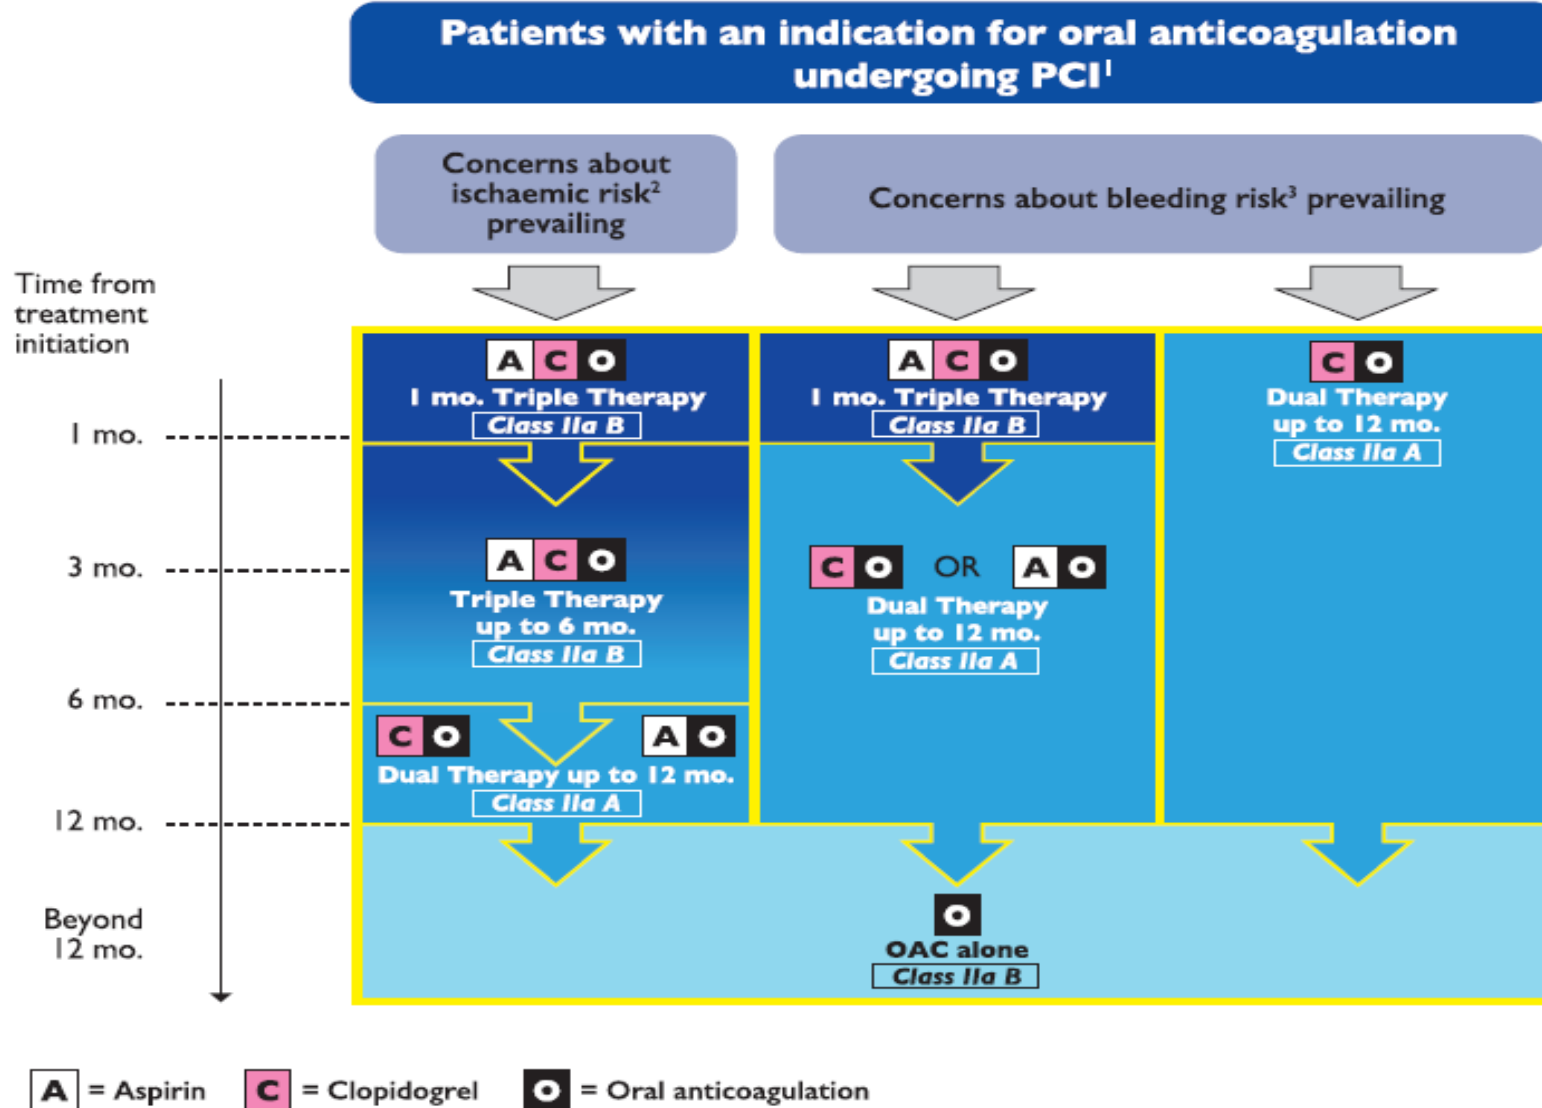 Patients with an indication for oral anticoagulation
undergoing PCI¹
Concerns about
ischaemic risk²
prevailing
Concerns about bleeding risk³ prevailing
Time from
treatment
initiation
A C O
1 mo. Triple Therapy
Class IIa B
A C O
1 mo. Triple Therapy
Class IIa B
C O
Dual Therapy
up to 12 mo.
Class IIa A
1 mo.
A C O
Triple Therapy
up to 6 mo.
Class IIa B
C O OR A O
Dual Therapy
up to 12 mo.
Class IIa A
3 mo.
6 mo.
C O A O
Dual Therapy up to 12 mo.
Class IIa A
12 mo.
Beyond
12 mo.
O
OAC alone
Class IIa B
A = Aspirin C = Clopidogrel O = Oral anticoagulation